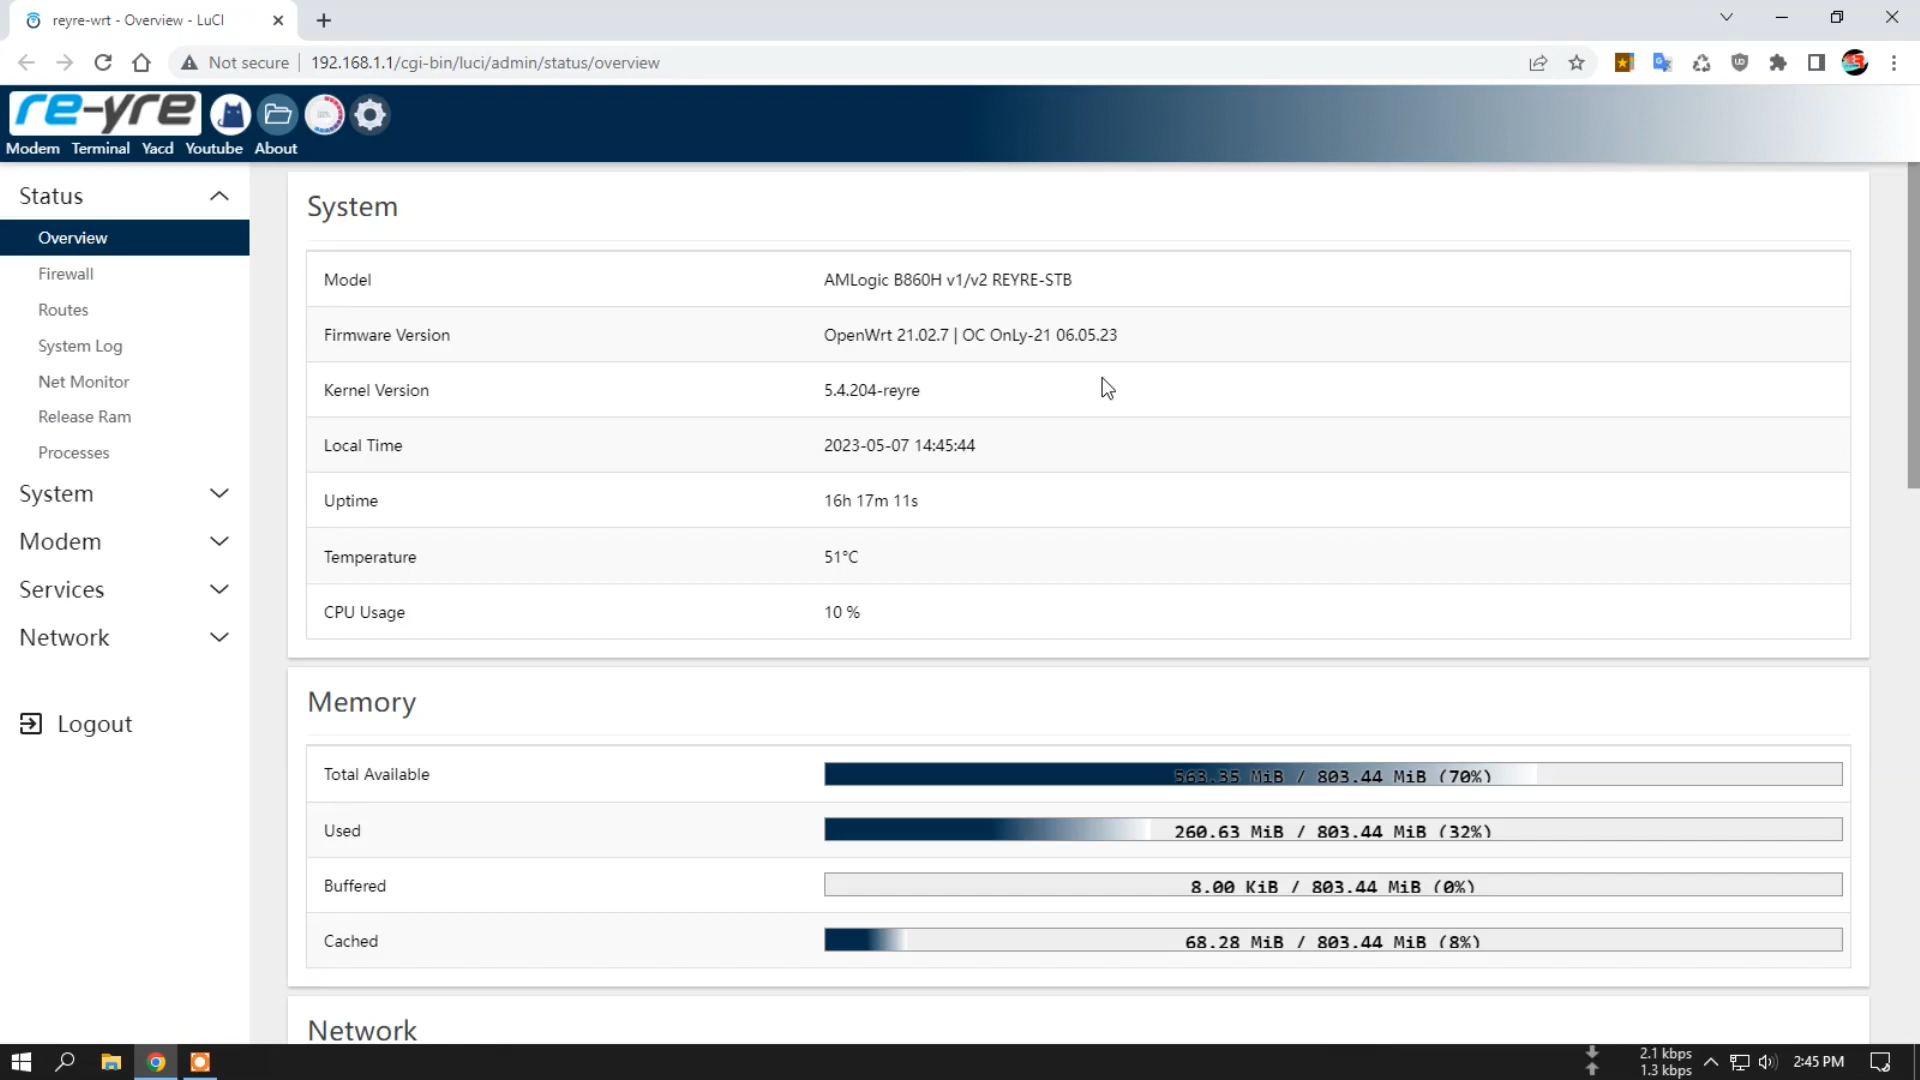 reyre-wrt - Overview - LuCI
Not secure | 192.168.1.1/cgi-bin/luci/admin/status/overview
re-yre
Modem Terminal Yacd Youtube About
Status
Overview
Firewall
Routes
System Log
Net Monitor
Release Ram
Processes
System
Modem
Services
Network
Logout
System
Model AMLogic B860H v1/v2 REYRE-STB
Firmware Version OpenWrt 21.02.7 | OC OnLy-21 06.05.23
Kernel Version 5.4.204-reyre
Local Time 2023-05-07 14:45:44
Uptime 16h 17m 11s
Temperature 51°C
CPU Usage 10 %
Memory
Total Available 563.35 MiB / 803.44 MiB (70%)
Used 260.63 MiB / 803.44 MiB (32%)
Buffered 8.00 KiB / 803.44 MiB (0%)
Cached 68.28 MiB / 803.44 MiB (8%)
Network
2.1 kbps
1.3 kbps
2:45 PM